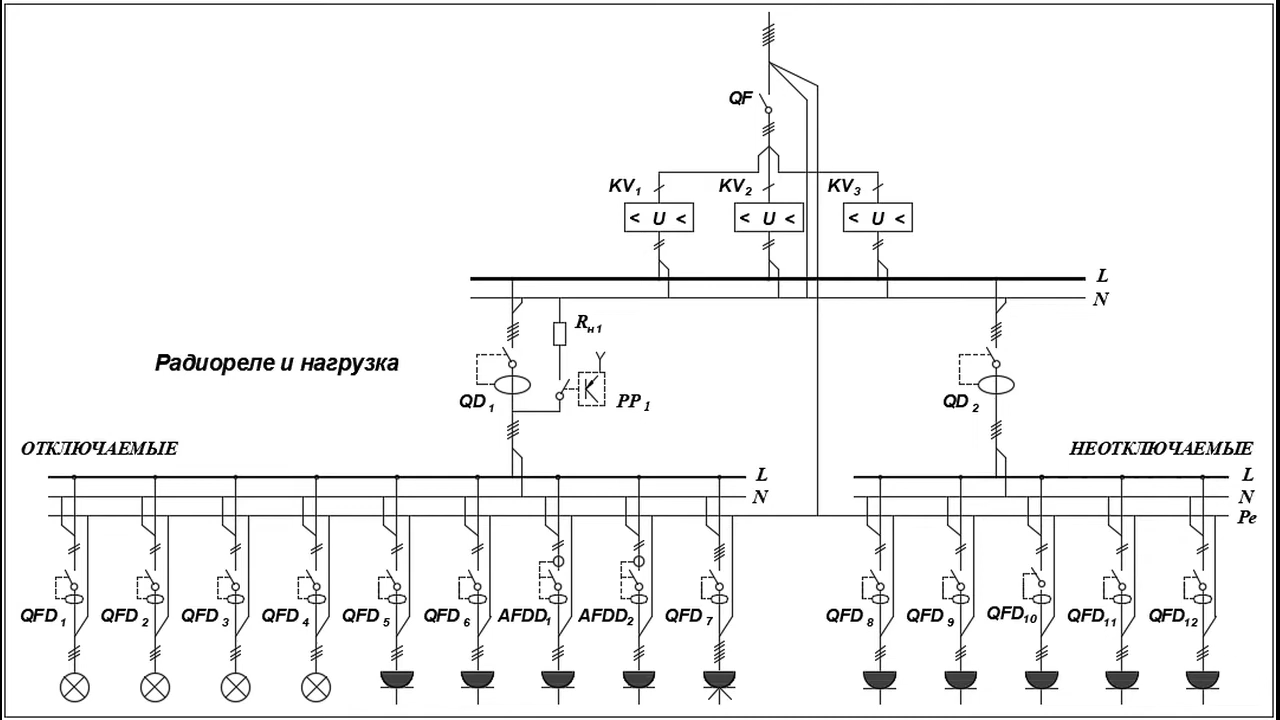 QF
KV1 KV2 KV3
< U < < U < < U <
L
N
Rн1
Радиореле и нагрузка
QD1 PP1 QD2
ОТКЛЮЧАЕМЫЕ НЕОТКЛЮЧАЕМЫЕ
L L
N N
Pe
QFD1 QFD2 QFD3 QFD4 QFD5 QFD6 AFDD1 AFDD2 QFD7 QFD8 QFD9 QFD10 QFD11 QFD12